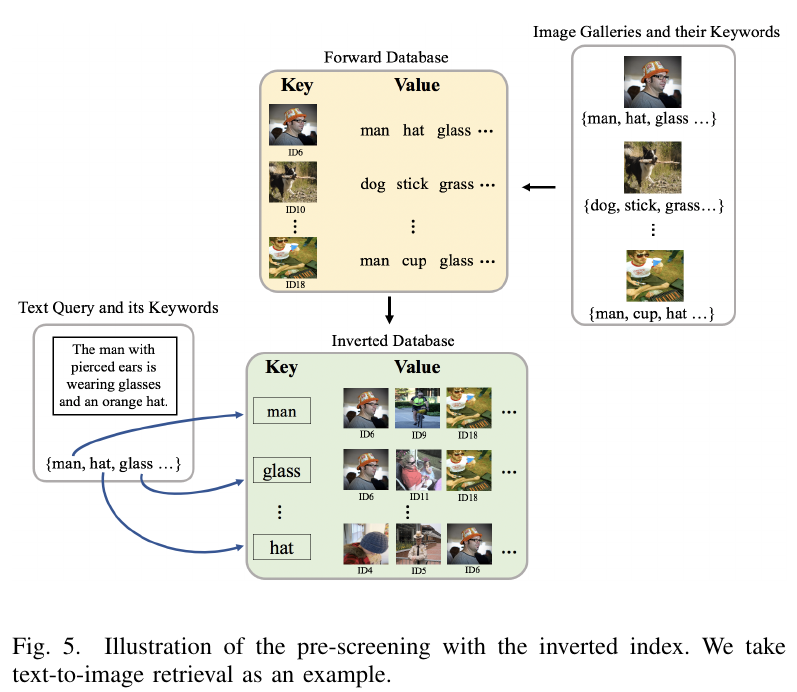 Image Galleries and their Keywords
{man, hat, glass …}
{dog, stick, grass…}
⋮
{man, cup, hat …}
Forward Database
Key Value
man hat glass …
ID6
dog stick grass …
ID10
⋮ ⋮
man cup glass …
ID18
Text Query and its Keywords
The man with
pierced ears is
wearing glasses
and an orange hat.
{man, hat, glass …}
Inverted Database
Key Value
man …
ID6 ID9 ID18
glass …
ID6 ID11 ID18
⋮ ⋮
hat …
ID4 ID5 ID6
Fig. 5. Illustration of the pre-screening with the inverted index. We take
text-to-image retrieval as an example.